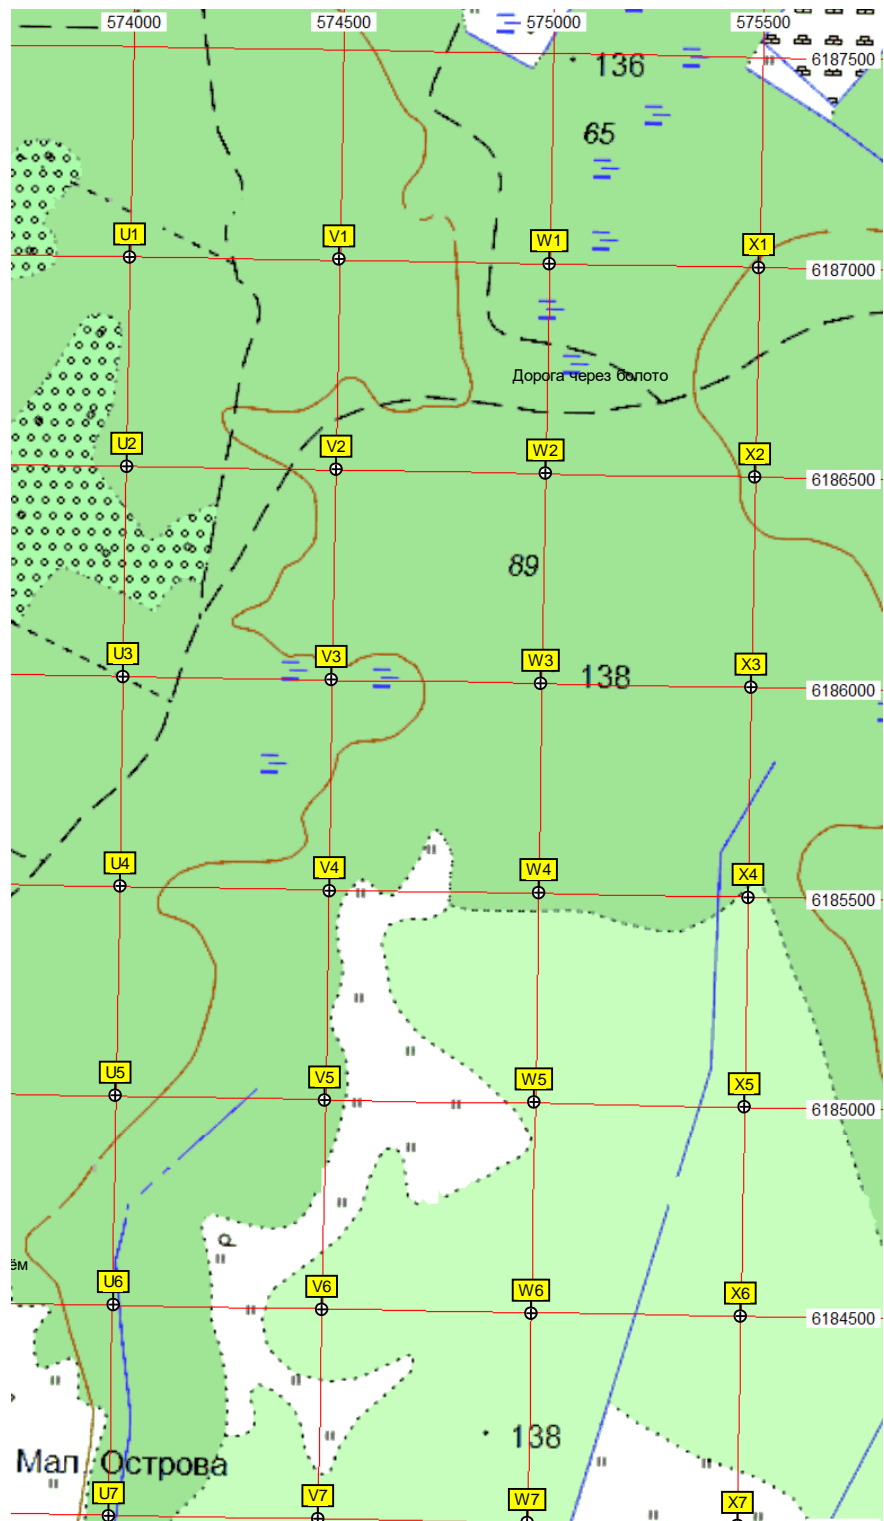 574000 574500 575000 575500
6187500
136
65
U1 V1 W1 X1
6187000
Дорога через болото
U2 V2 W2 X2
6186500
89
U3 V3 W3 X3
138
6186000
U4 V4 W4 X4
6185500
U5 V5 W5 X5
6185000
р
ём
U6 V6 W6 X6
6184500
138
Мал. Острова
U7 V7 W7 X7